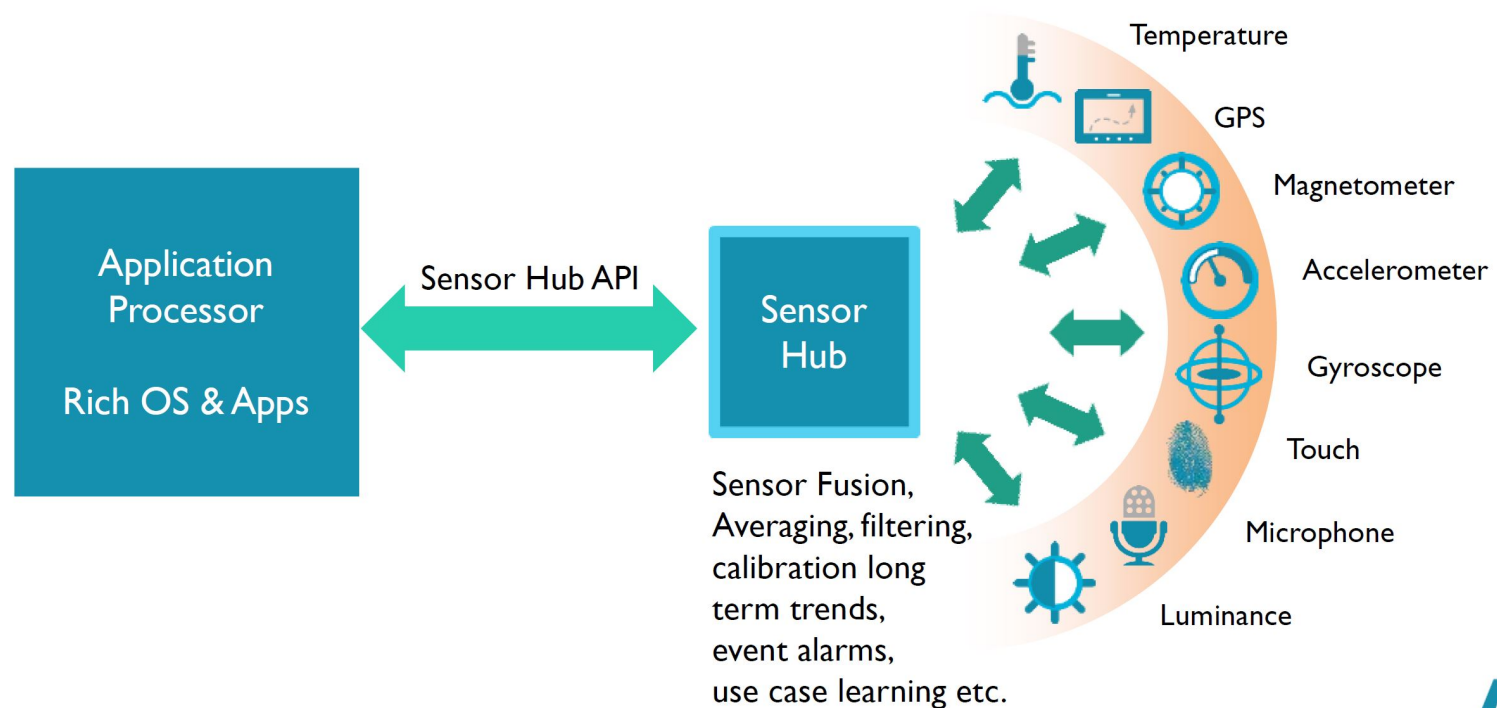 Temperature
GPS
Magnetometer
Accelerometer
Gyroscope
Touch
Microphone
Luminance
Application
Processor
Rich OS & Apps
Sensor Hub API
Sensor
Hub
Sensor Fusion,
Averaging, filtering,
calibration long
term trends,
event alarms,
use case learning etc.